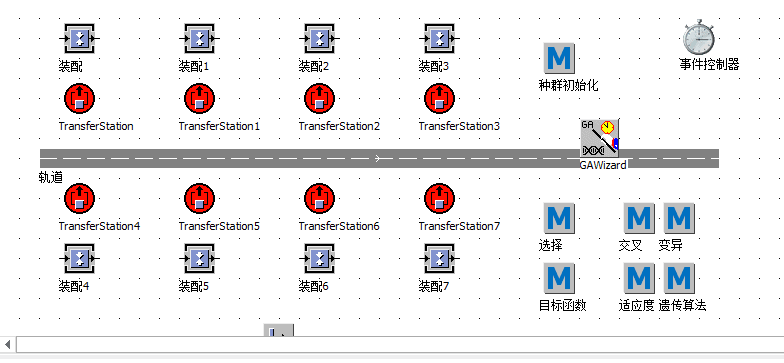 装配
装配1
装配2
装配3
M
种群初始化
事件控制器
TransferStation
TransferStation1
TransferStation2
TransferStation3
GA
GAWizard
轨道
TransferStation4
TransferStation5
TransferStation6
TransferStation7
M
选择
M
交叉
M
变异
装配4
装配5
装配6
装配7
M
目标函数
M
适应度
M
遗传算法